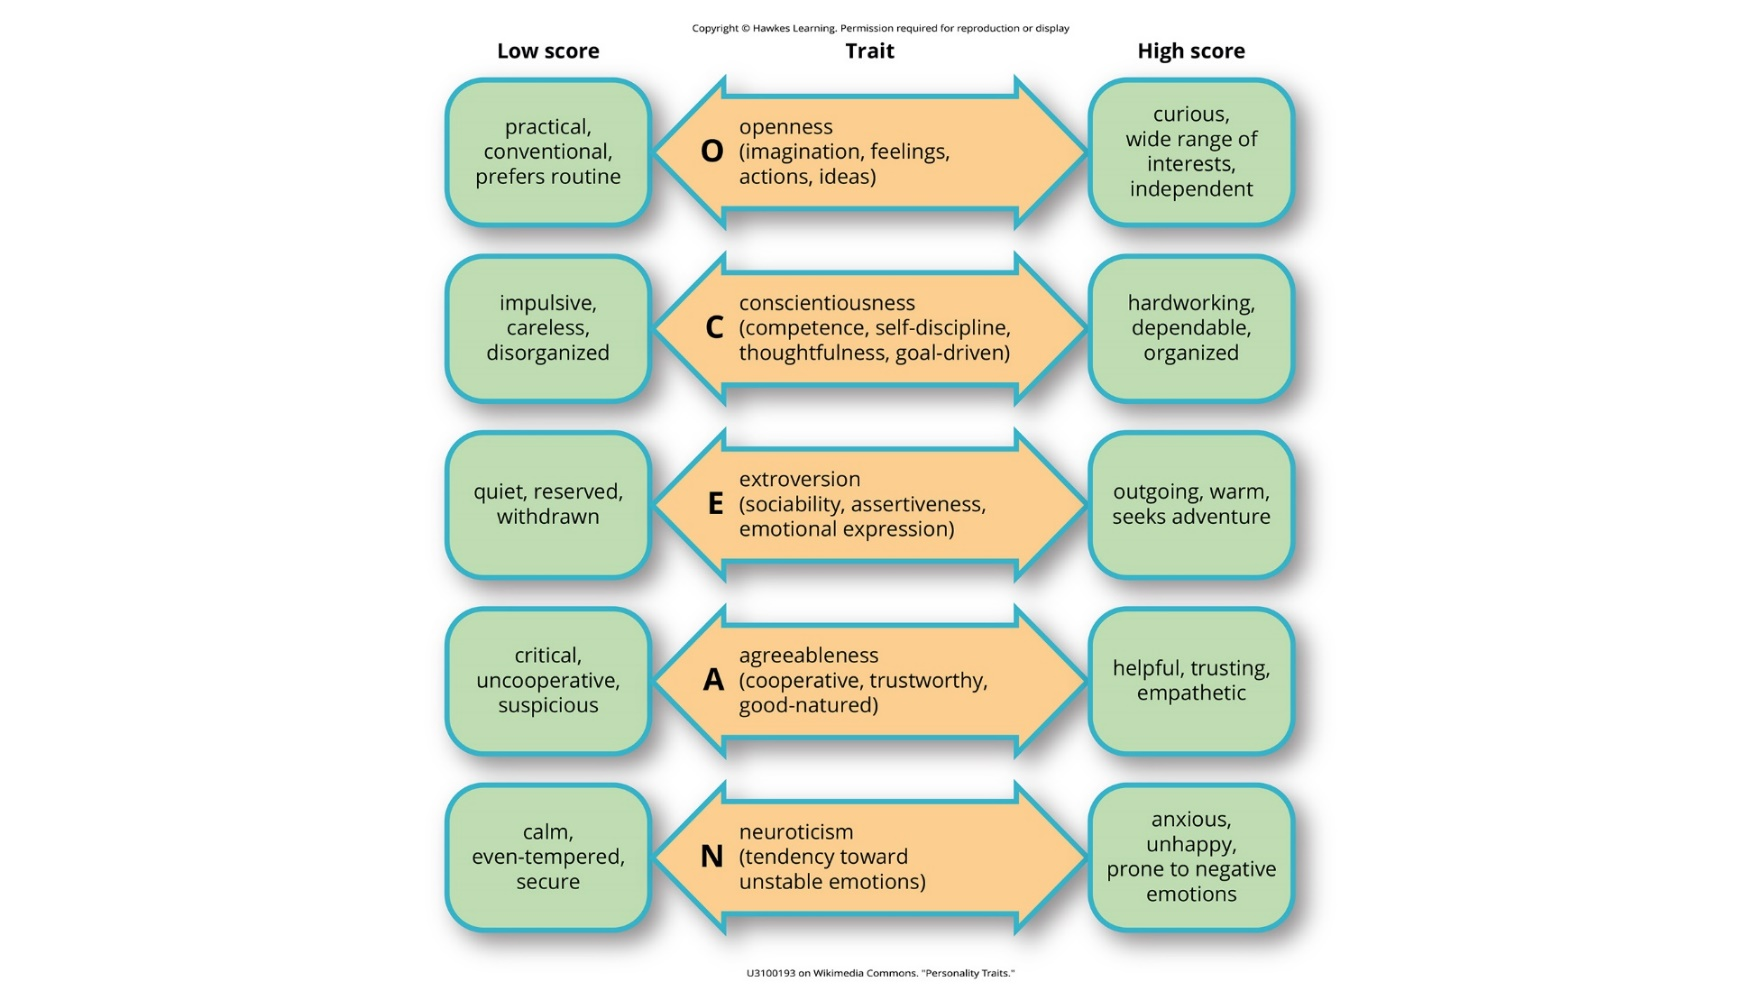 Copyright © Hawkes Learning. Permission required for reproduction or display
Low score
Trait
High score
practical,
conventional,
prefers routine
O
openness
(imagination, feelings,
actions, ideas)
curious,
wide range of
interests,
independent
impulsive,
careless,
disorganized
C
conscientiousness
(competence, self-discipline,
thoughtfulness, goal-driven)
hardworking,
dependable,
organized
quiet, reserved,
withdrawn
E
extroversion
(sociability, assertiveness,
emotional expression)
outgoing, warm,
seeks adventure
critical,
uncooperative,
suspicious
A
agreeableness
(cooperative, trustworthy,
good-natured)
helpful, trusting,
empathetic
calm,
even-tempered,
secure
N
neuroticism
(tendency toward
unstable emotions)
anxious,
unhappy,
prone to negative
emotions
U3100193 on Wikimedia Commons. "Personality Traits."